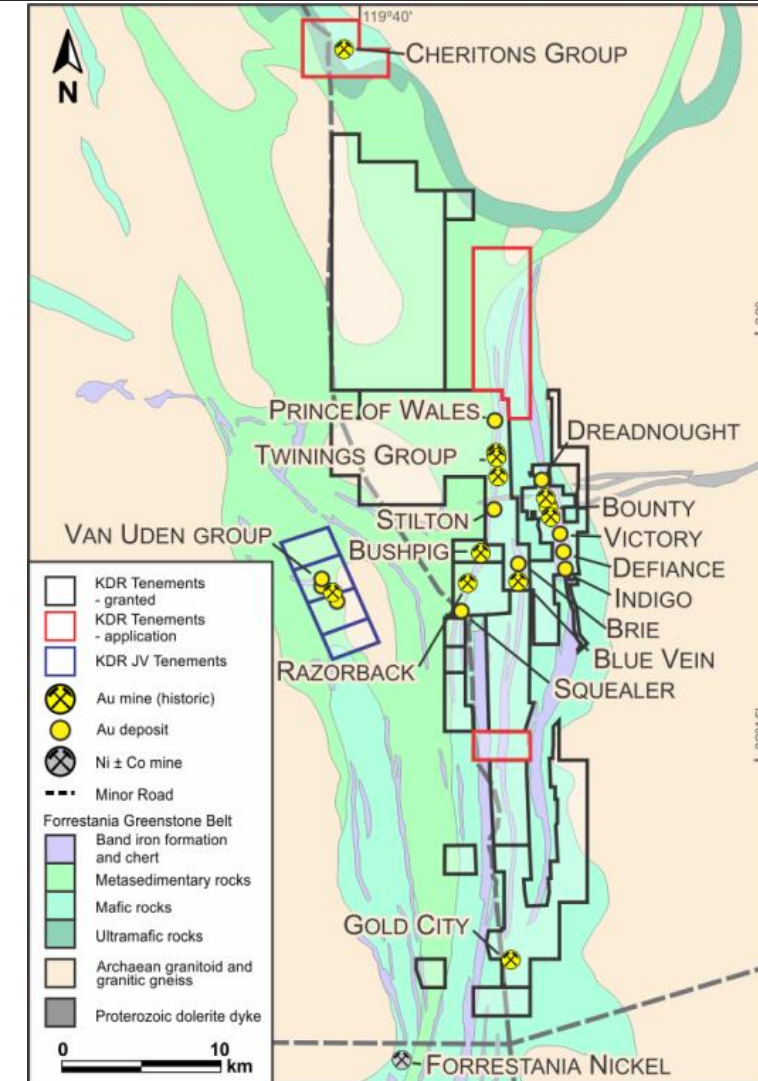 119°40'
N
CHERITONS GROUP
PRINCE OF WALES
DREADNOUGHT
TWININGS GROUP
STILTON
BOUNTY
VAN UDEN GROUP
BUSHPIG
VICTORY
DEFIANCE
INDIGO
BRIE
BLUE VEIN
RAZORBACK
SQUEALER
GOLD CITY
FORRESTANIA NICKEL
KDR Tenements
- granted
KDR Tenements
- application
KDR JV Tenements
Au mine (historic)
Au deposit
Ni ± Co mine
Minor Road
Forrestania Greenstone Belt
Band iron formation
and chert
Metasedimentary rocks
Mafic rocks
Ultramafic rocks
Archaean granitoid and
granitic gneiss
Proterozoic dolerite dyke
0 10
km